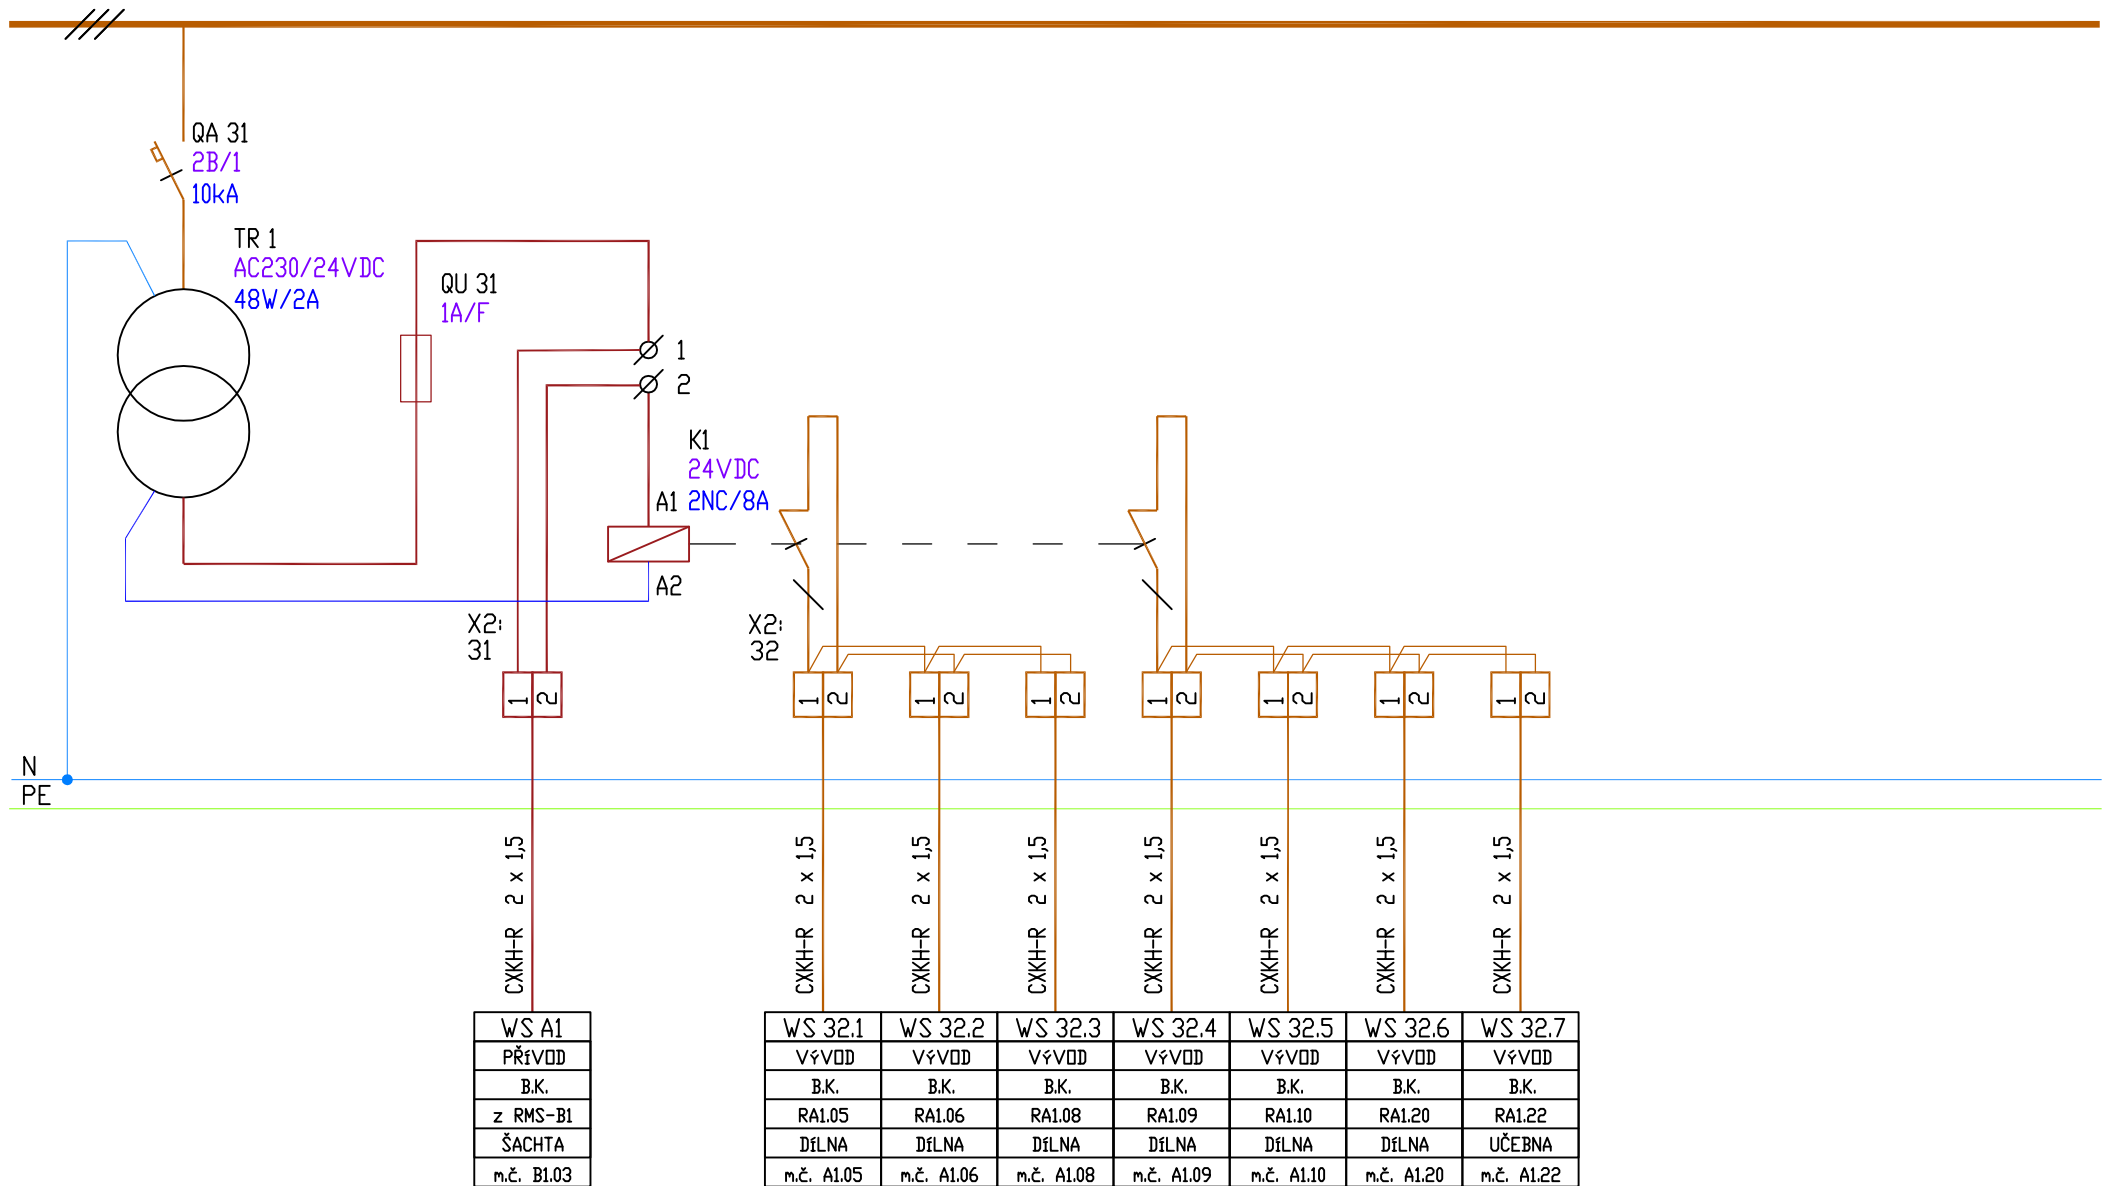 QA 31
2B/1
10kA
TR 1
AC230/24VDC
48W/2A
QU 31
1A/F
1
2
K1
24VDC
2NC/8A
A1
A2
X2:
31
X2:
32
1 2
1 2
1 2
1 2
1 2
1 2
1 2
1 2
N
PE
CXKH-R 2 x 1,5
CXKH-R 2 x 1,5
CXKH-R 2 x 1,5
CXKH-R 2 x 1,5
CXKH-R 2 x 1,5
CXKH-R 2 x 1,5
CXKH-R 2 x 1,5
CXKH-R 2 x 1,5
WS A1
PŘÍVOD
B.K.
z RMS-B1
ŠACHTA
m.č. B1.03
WS 32.1 WS 32.2 WS 32.3 WS 32.4 WS 32.5 WS 32.6 WS 32.7
VÝVOD VÝVOD VÝVOD VÝVOD VÝVOD VÝVOD VÝVOD
B.K. B.K. B.K. B.K. B.K. B.K. B.K.
RA1.05 RA1.06 RA1.08 RA1.09 RA1.10 RA1.20 RA1.22
DÍLNA DÍLNA DÍLNA DÍLNA DÍLNA DÍLNA UČEBNA
m.č. A1.05 m.č. A1.06 m.č. A1.08 m.č. A1.09 m.č. A1.10 m.č. A1.20 m.č. A1.22